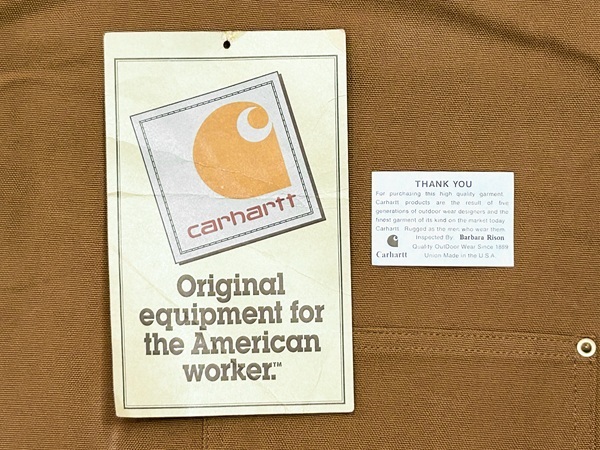 carhartt
Original
equipment for
the American
worker.™
THANK YOU
For purchasing this high quality garment.
Carhartt products are the result of five
generations of outdoor wear designers and the
finest garment of its kind on the market today.
Carhartt: Rugged as the men who wear them.
Inspected By: Barbara Rison
Quality OutDoor Wear Since 1889
Carhartt Union Made in the U.S.A.